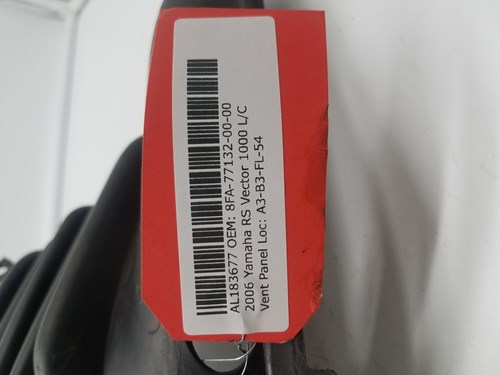 AL183677 OEM: 8FA-77132-00-00
2006 Yamaha RS Vector 1000 L/C
Vent Panel Loc: A3-B3-FL-54